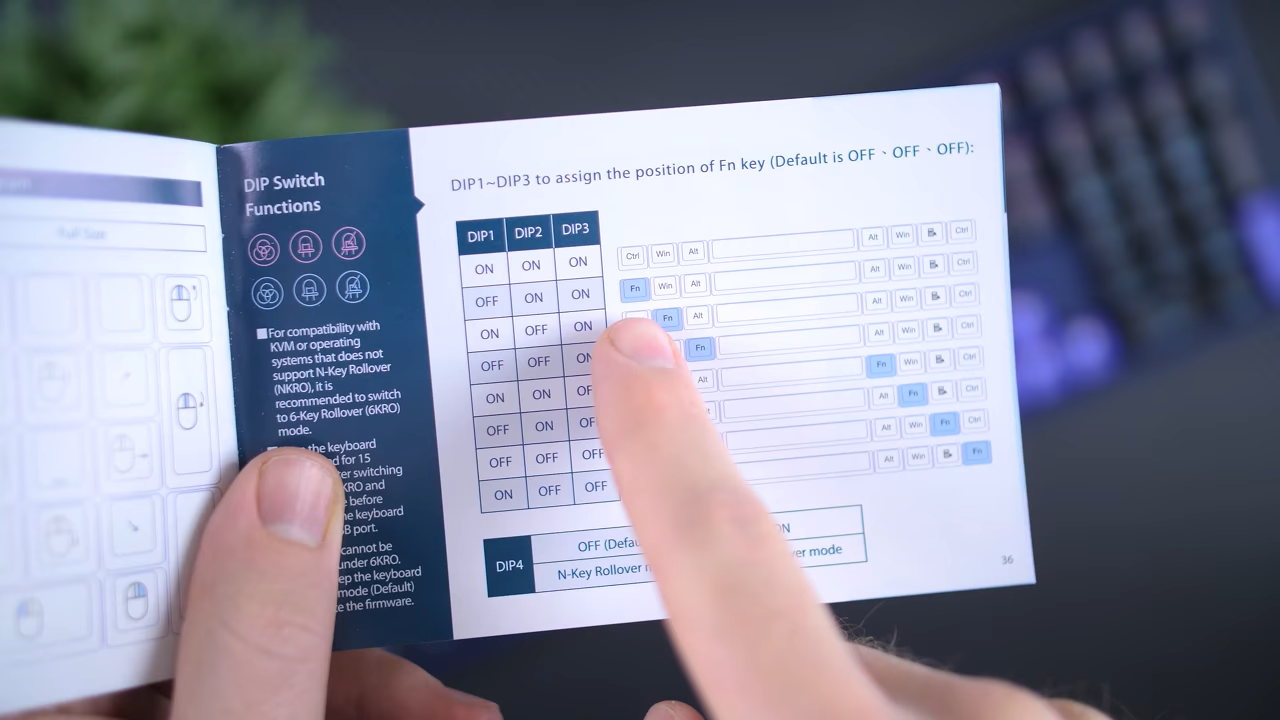 Full Size
DIP Switch
Functions
For compatibility with
KVM or operating
systems that does not
support N-Key Rollover
(NKRO), it is
recommended to switch
to 6-Key Rollover (6KRO)
mode.
the keyboard
for 15
switching
and
before
keyboard
port.
cannot be
under 6KRO.
the keyboard
mode (Default)
the firmware.
DIP1~DIP3 to assign the position of Fn key (Default is OFF、OFF、OFF):
DIP1 DIP2 DIP3
ON ON ON Ctrl Win Alt Alt Win Ctrl
OFF ON ON Fn Win Alt Alt Win Ctrl
ON OFF ON Fn Alt Alt Win Ctrl
OFF OFF ON Fn Alt Win Ctrl
ON ON Alt Fn Win Ctrl
OFF ON Alt Fn Ctrl
OFF OFF OFF Alt Win Fn Ctrl
ON OFF OFF Alt Win Fn
DIP4
OFF
N-Key Rollover mode
36